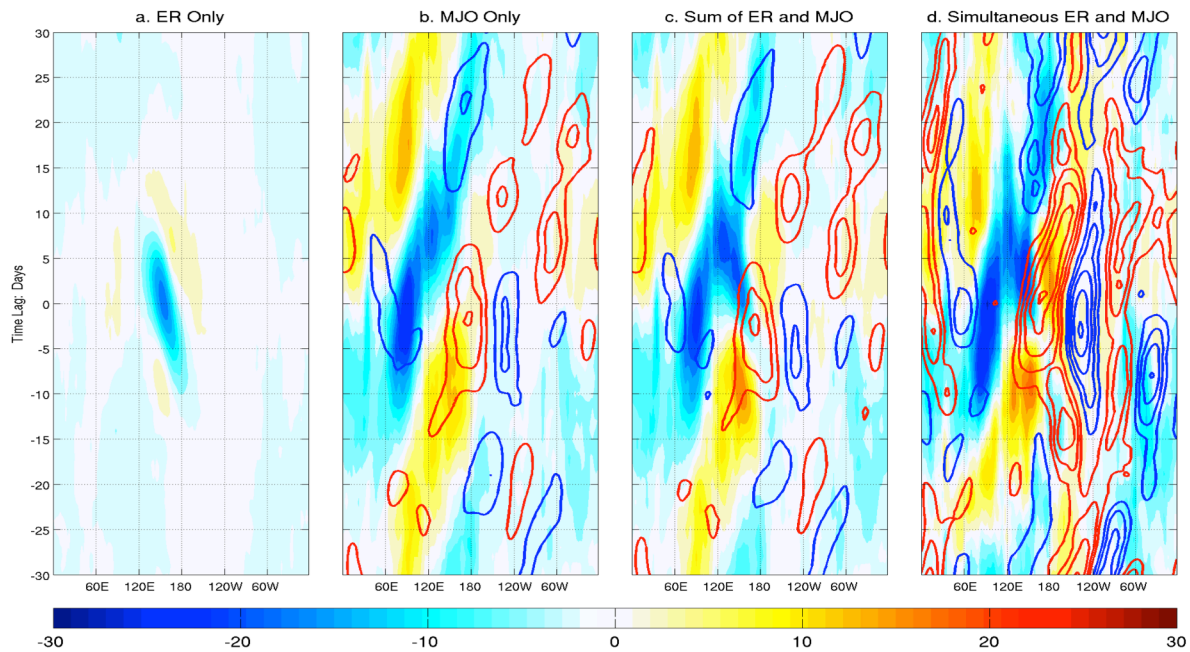 a. ER Only
b. MJO Only
c. Sum of ER and MJO
d. Simultaneous ER and MJO
Time Lag: Days
30
25
20
15
10
5
0
-5
-10
-15
-20
-25
-30
60E 120E 180 120W 60W
60E 120E 180 120W 60W
60E 120E 180 120W 60W
60E 120E 180 120W 60W
-30 -20 -10 0 10 20 30